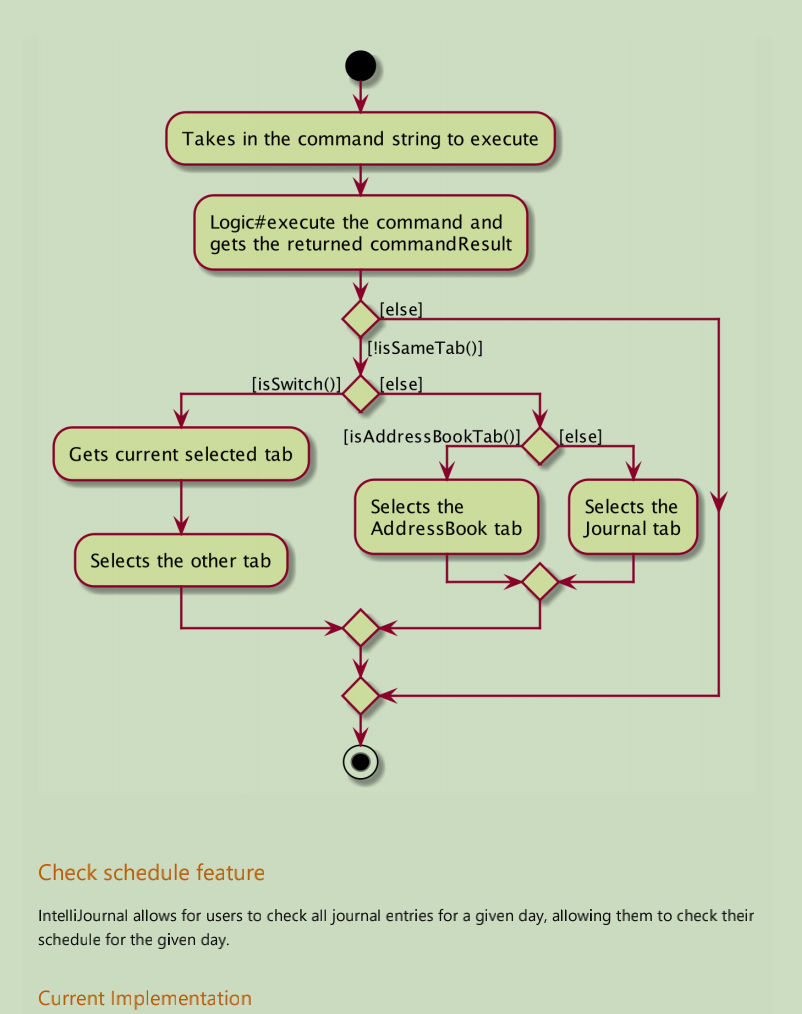 Takes in the command string to execute
Logic#execute the command and
gets the returned commandResult
[else]
[!isSameTab()]
[isSwitch()]
[else]
[isAddressBookTab()]
[else]
Gets current selected tab
Selects the
AddressBook tab
Selects the
Journal tab
Selects the other tab
Check schedule feature
IntelliJournal allows for users to check all journal entries for a given day, allowing them to check their
schedule for the given day.
Current Implementation